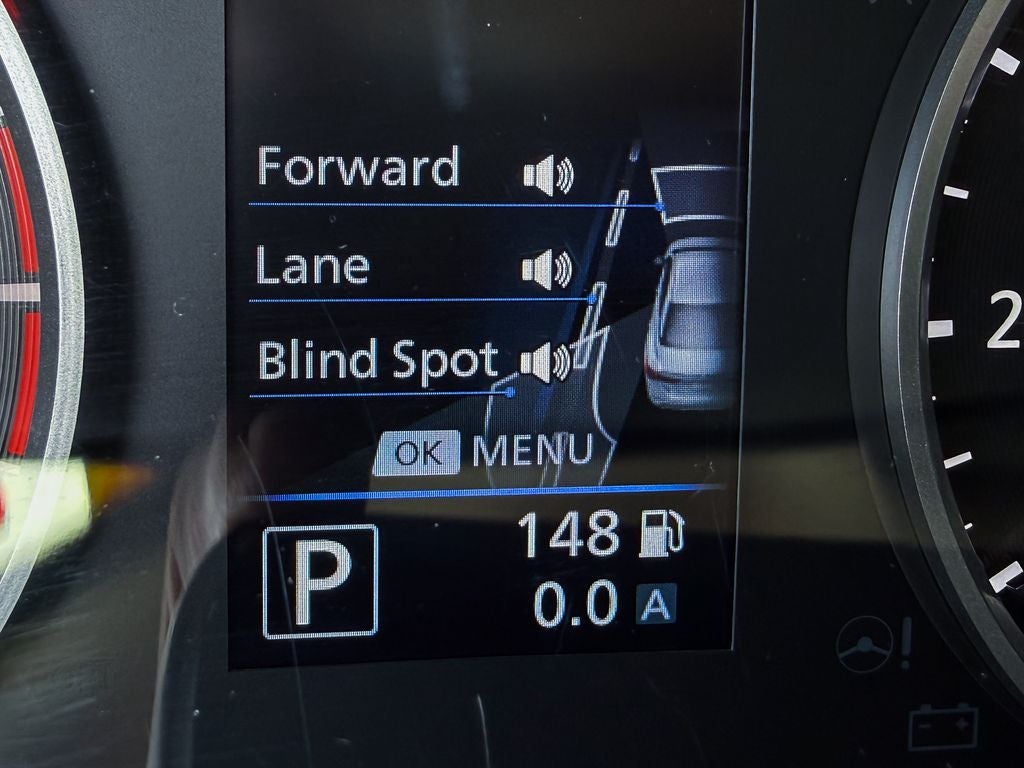 Forward
Lane
Blind Spot
OK MENU
148
P
0.0 A
2